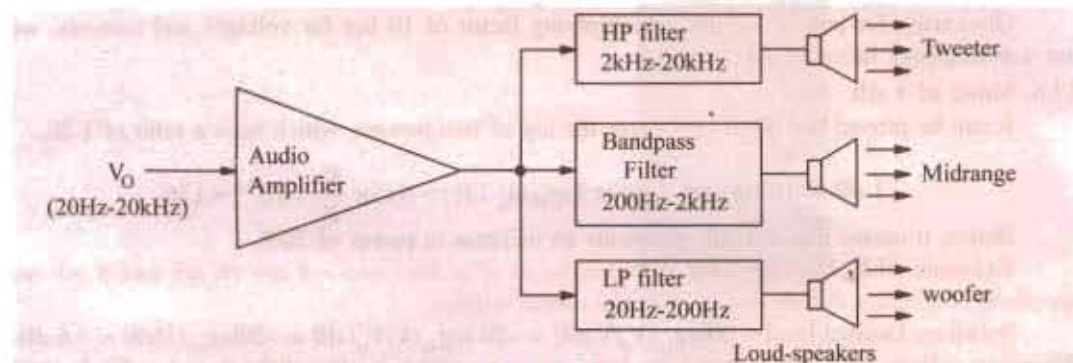 HP filter
2kHz-20kHz
Tweeter
Audio
Amplifier
V_O
(20Hz-20kHz)
Bandpass
Filter
200Hz-2kHz
Midrange
LP filter
20Hz-200Hz
woofer
Loud-speakers